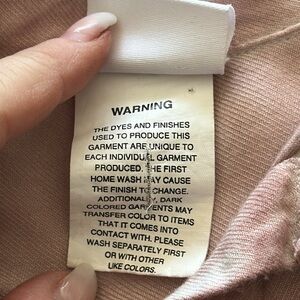 WARNING
THE DYES AND FINISHES
USED TO PRODUCE THIS
GARMENT ARE UNIQUE TO
EACH INDIVIDUAL GARMENT
PRODUCED. THE FIRST
HOME WASH MAY CAUSE
THE FINISH TO CHANGE.
ADDITIONALLY, DARK
COLORED GARMENTS MAY
TRANSFER COLOR TO ITEMS
THAT IT COMES INTO
CONTACT WITH. PLEASE
WASH SEPARATELY FIRST
OR WITH OTHER
LIKE COLORS.